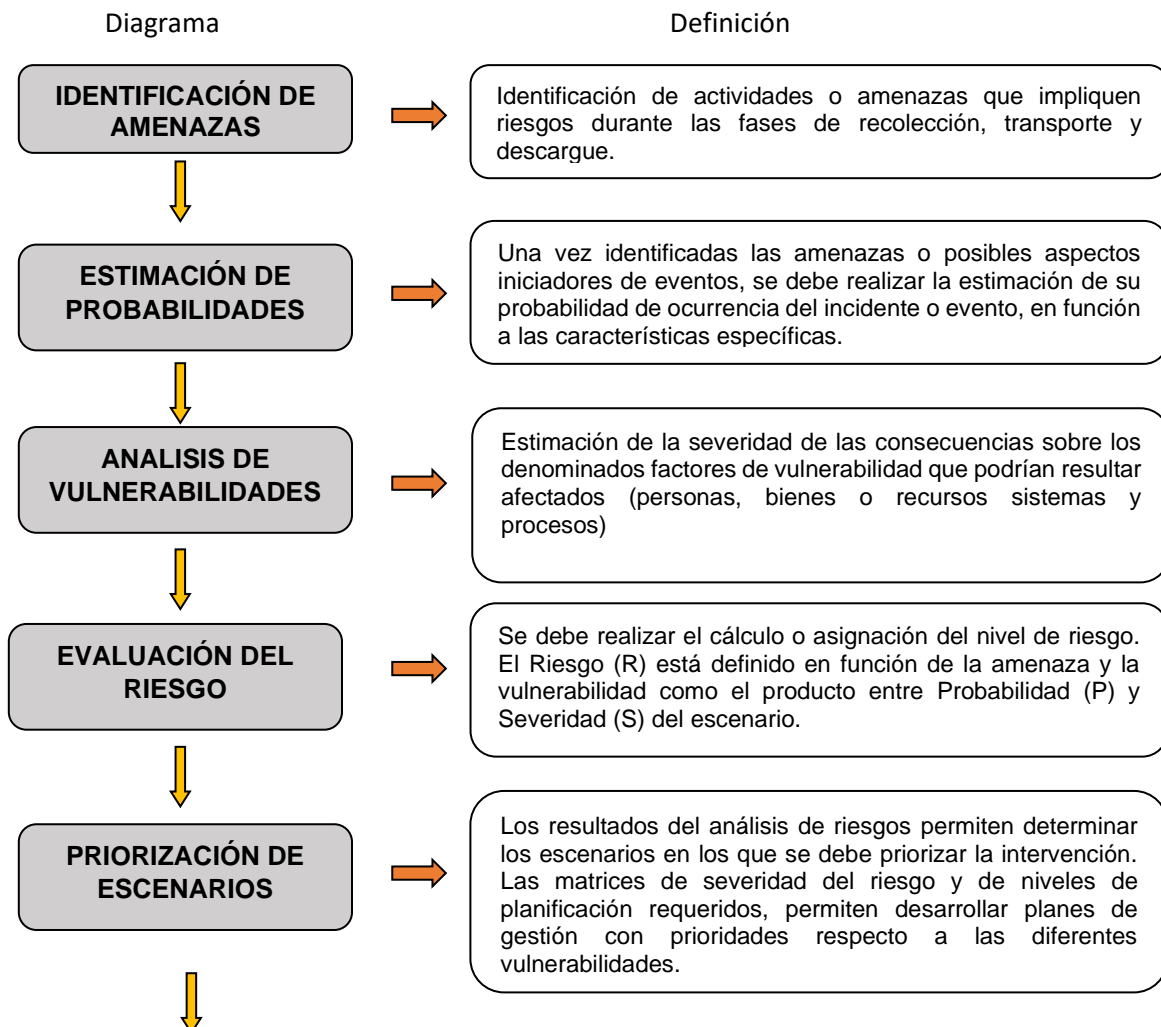 Diagrama
Definición
IDENTIFICACIÓN DE
AMENAZAS
Identificación de actividades o amenazas que impliquen
riesgos durante las fases de recolección, transporte y
descargue.
ESTIMACIÓN DE
PROBABILIDADES
Una vez identificadas las amenazas o posibles aspectos
iniciadores de eventos, se debe realizar la estimación de su
probabilidad de ocurrencia del incidente o evento, en función
a las características específicas.
ANALISIS DE
VULNERABILIDADES
Estimación de la severidad de las consecuencias sobre los
denominados factores de vulnerabilidad que podrían resultar
afectados (personas, bienes o recursos sistemas y
procesos)
EVALUACIÓN DEL
RIESGO
Se debe realizar el cálculo o asignación del nivel de riesgo.
El Riesgo (R) está definido en función de la amenaza y la
vulnerabilidad como el producto entre Probabilidad (P) y
Severidad (S) del escenario.
PRIORIZACIÓN DE
ESCENARIOS
Los resultados del análisis de riesgos permiten determinar
los escenarios en los que se debe priorizar la intervención.
Las matrices de severidad del riesgo y de niveles de
planificación requeridos, permiten desarrollar planes de
gestión con prioridades respecto a las diferentes
vulnerabilidades.